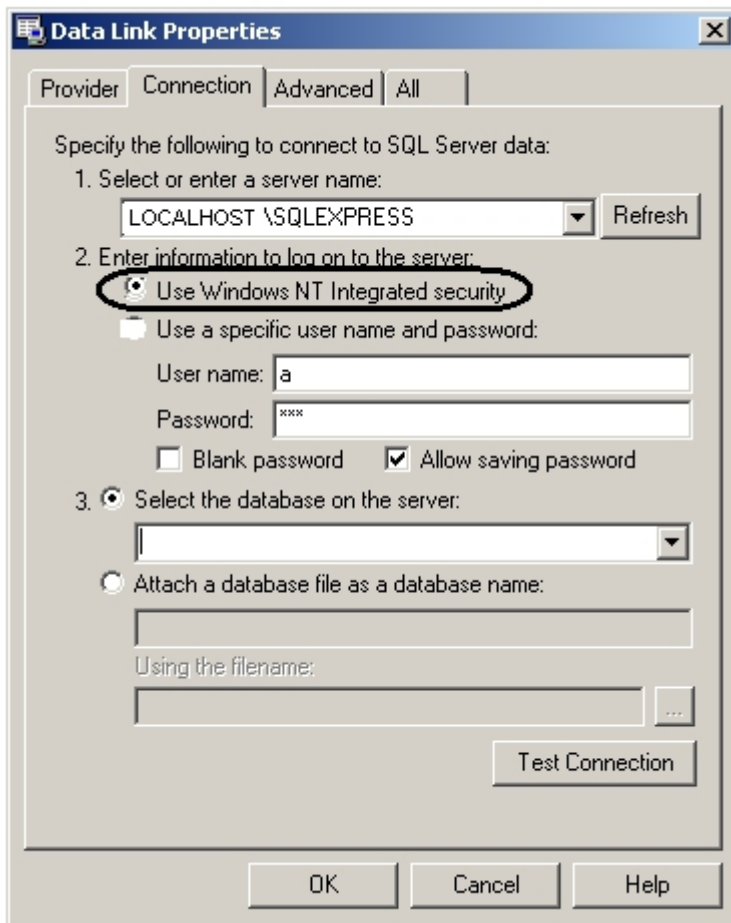 Data Link Properties
Provider Connection Advanced All
Specify the following to connect to SQL Server data:
1. Select or enter a server name:
LOCALHOST \SQLEXPRESS Refresh
2. Enter information to log on to the server:
Use Windows NT Integrated security
Use a specific user name and password:
User name: a
Password: ***
Blank password Allow saving password
3. Select the database on the server:
Attach a database file as a database name:
Using the filename:
...
Test Connection
OK Cancel Help